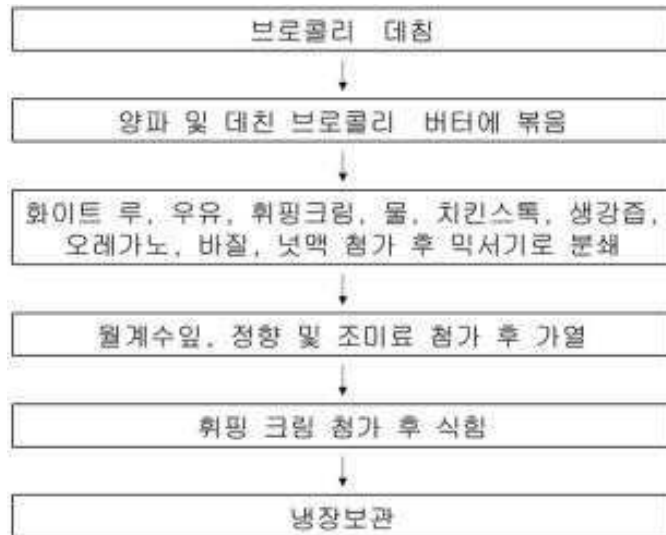 브로콜리 데침
양파 및 데친 브로콜리 버터에 볶음
화이트 루, 우유, 휘핑크림, 물, 치킨스톡, 생강즙,
오레가노, 바질, 넛맥 첨가 후 믹서기로 분쇄
월계수잎, 정향 및 조미료 첨가 후 가열
휘핑 크림 첨가 후 식힘
냉장보관